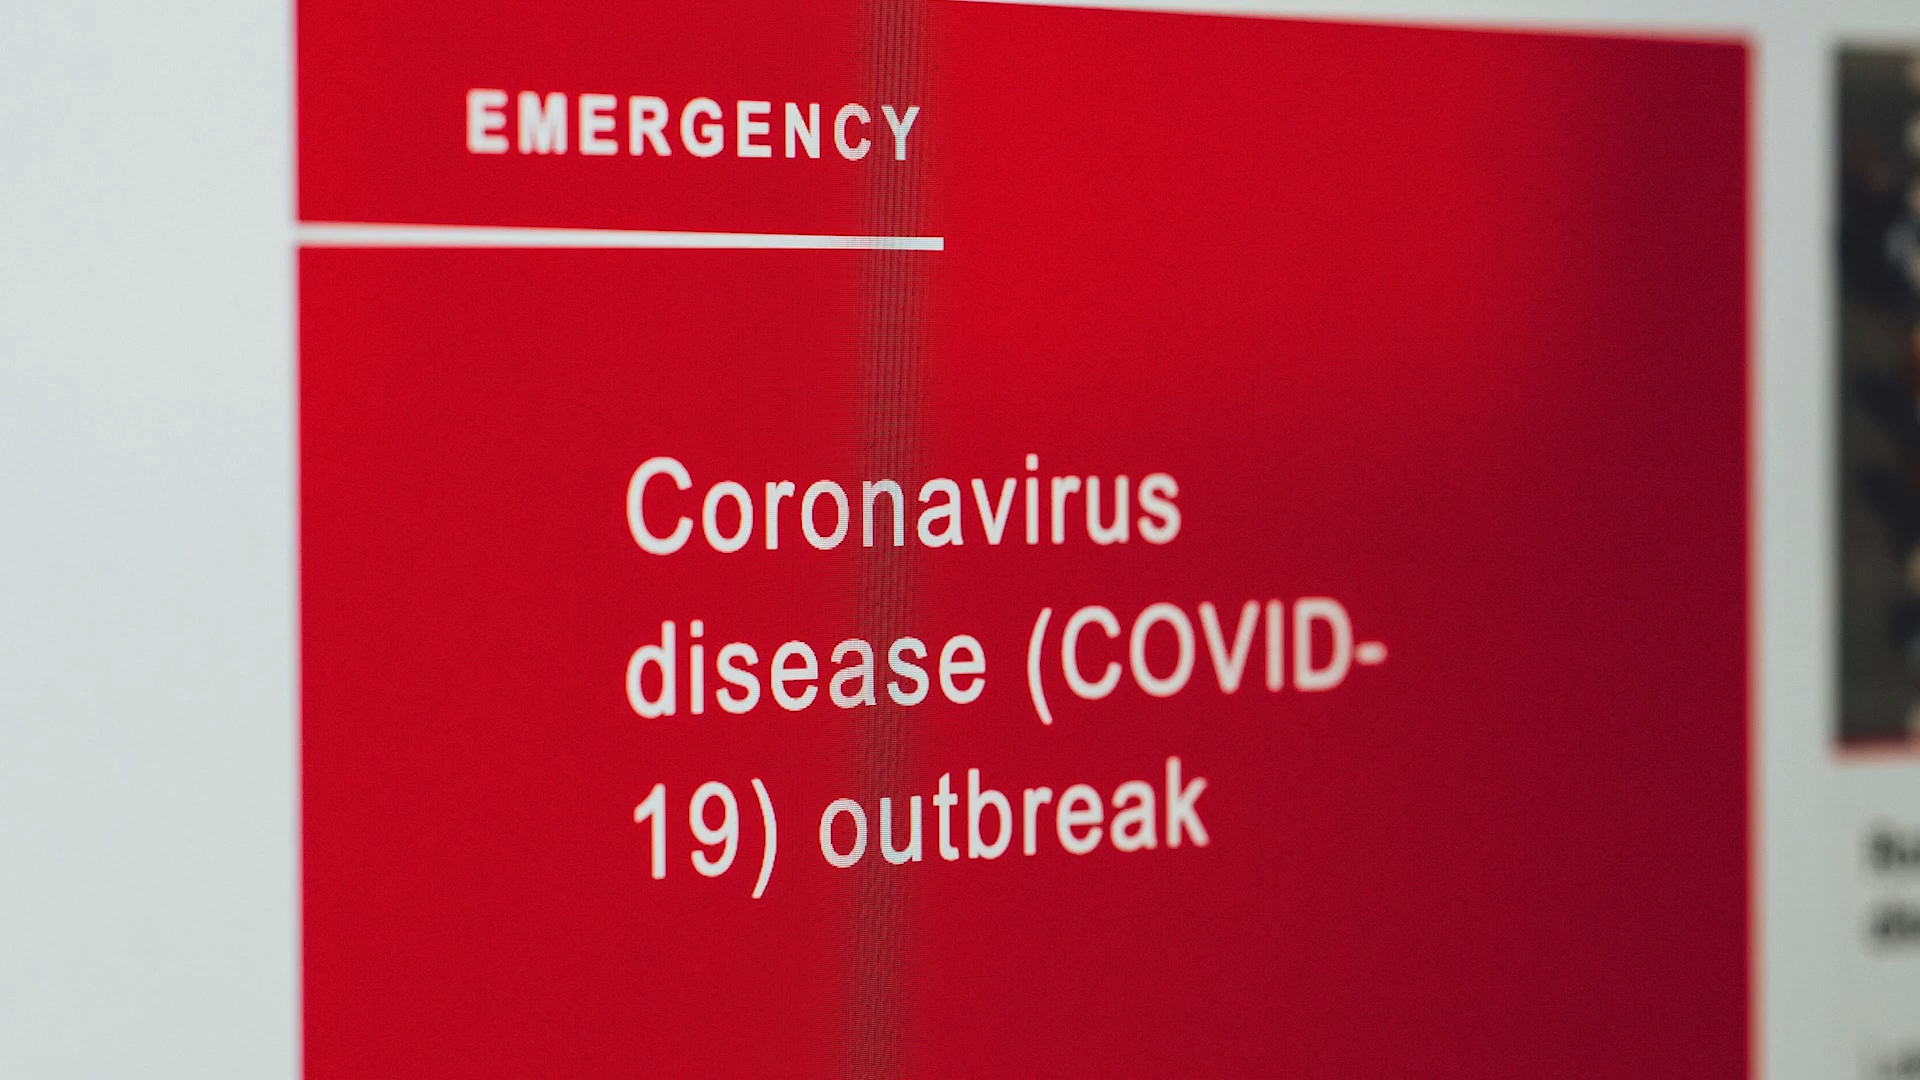 EMERGENCY
Coronavirus
disease (COVID-
19) outbreak